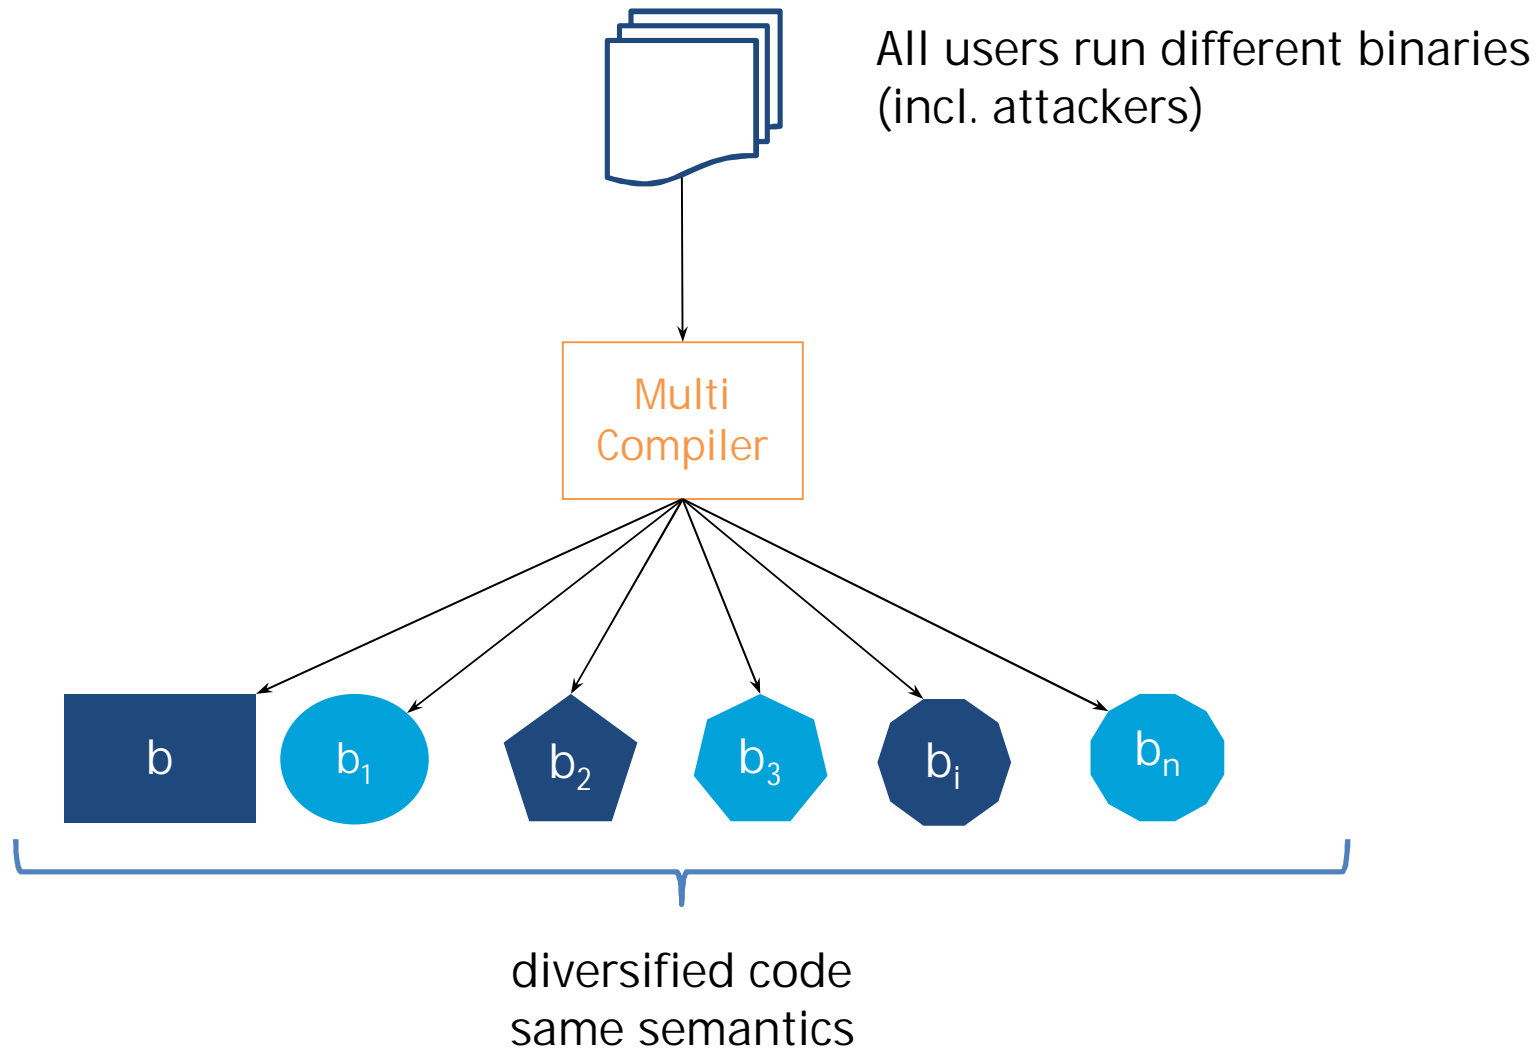 All users run different binaries
(incl. attackers)
Multi
Compiler
b
b₁
b₂
b₃
bᵢ
bₙ
diversified code
same semantics